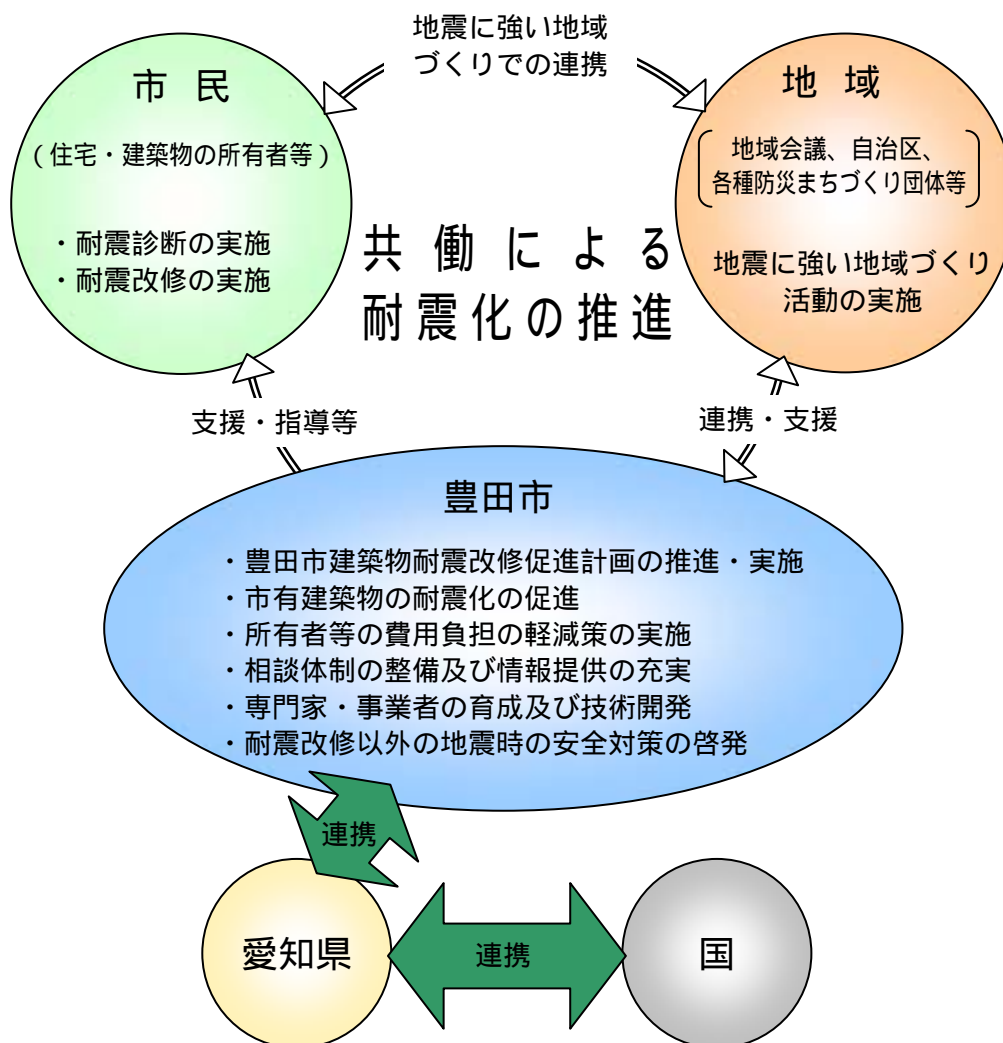 地震に強い地域
づくりでの連携
市 民
（住宅・建築物の所有者等）
・耐震診断の実施
・耐震改修の実施
地 域
地域会議、自治区、
各種防災まちづくり団体等
地震に強い地域づくり
活動の実施
共働による
耐震化の推進
支援・指導等
連携・支援
豊田市
・豊田市建築物耐震改修促進計画の推進・実施
・市有建築物の耐震化の促進
・所有者等の費用負担の軽減策の実施
・相談体制の整備及び情報提供の充実
・専門家・事業者の育成及び技術開発
・耐震改修以外の地震時の安全対策の啓発
連携
愛知県
連携
国